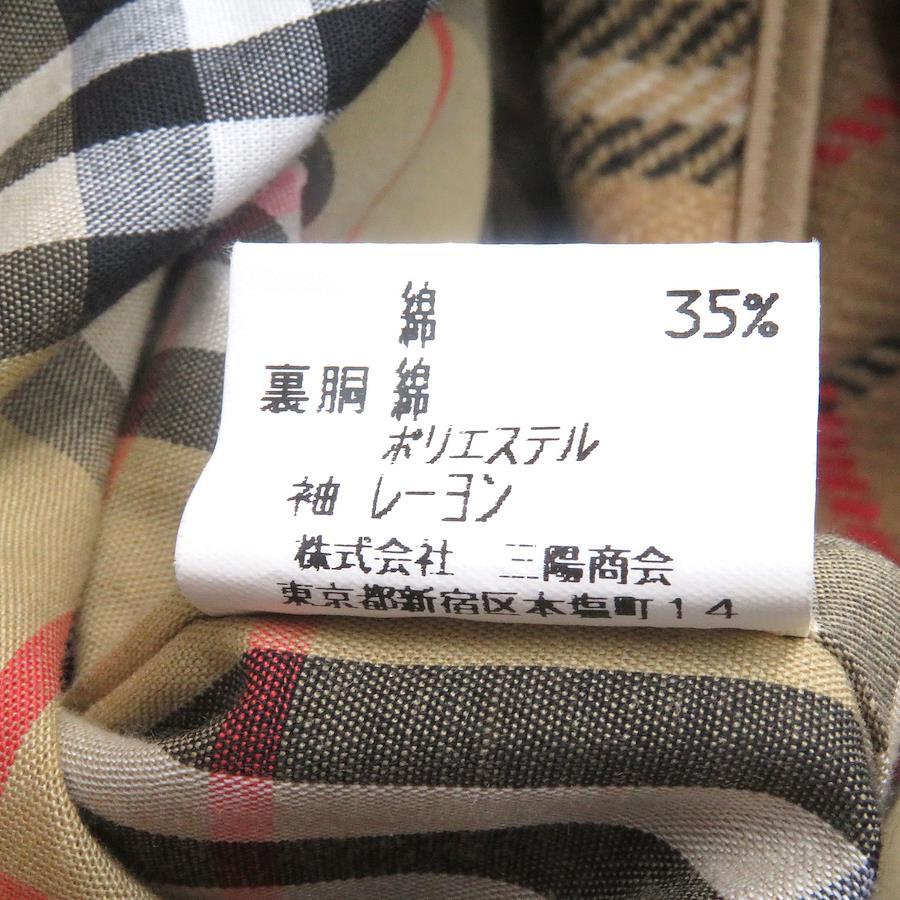 綿 35%
裏胴 綿
ポリエステル
袖 レーヨン
株式会社 三陽商会
東京都新宿区本塩町14